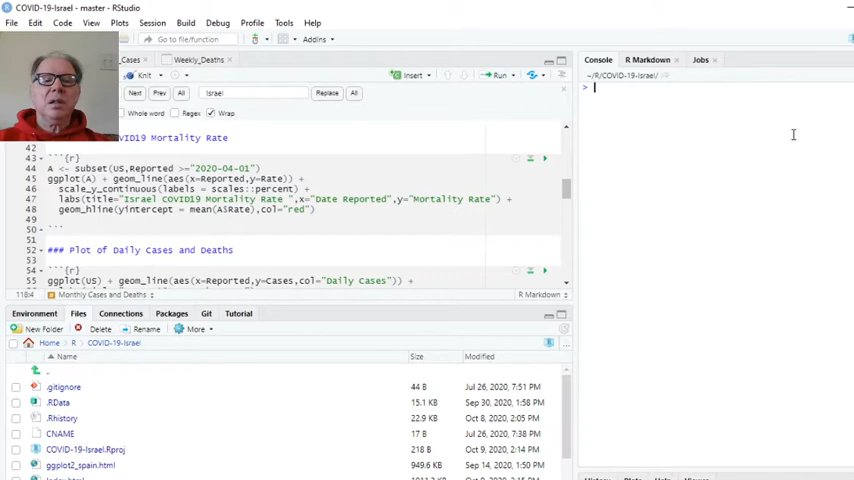 COVID-19-Israel - master - RStudio
File Edit Code View Plots Session Build Debug Profile Tools Help
Go to file/function Addins
_Cases Weekly_Deaths
Knit Insert Run
Next Prev All Israel Replace All
Whole word Regex Wrap
OVID19 Mortality Rate
42
43 ```{r}
44 A <- subset(US,Reported >="2020-04-01")
45 ggplot(A) + geom_line(aes(x=Reported,y=Rate)) +
46 scale_y_continuous(labels = scales::percent) +
47 labs(title="Israel COVID19 Mortality Rate ",x="Date Reported",y="Mortality Rate") +
48 geom_hline(yintercept = mean(A$Rate),col="red")
49
50 ```
51
52 ### Plot of Daily Cases and Deaths
53
54 ```{r}
55 ggplot(US) + geom_line(aes(x=Reported,y=Cases,col="Daily Cases")) +
118:4 Monthly Cases and Deaths R Markdown
Environment Files Connections Packages Git Tutorial
New Folder Delete Rename More
Home R COVID-19-Israel ...
Name Size Modified
..
.gitignore 44 B Jul 26, 2020, 7:51 PM
.RData 15.1 KB Sep 30, 2020, 1:58 PM
.Rhistory 22.9 KB Oct 8, 2020, 2:05 PM
CNAME 17 B Jul 26, 2020, 7:38 PM
COVID-19-Israel.Rproj 218 B Oct 9, 2020, 2:14 PM
ggplot2_spain.html 949.6 KB Sep 14, 2020, 1:50 PM
Console R Markdown Jobs
~/R/COVID-19-Israel/
>